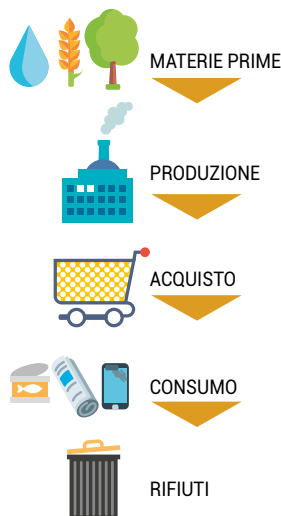 MATERIE PRIME
PRODUZIONE
ACQUISTO
CONSUMO
RIFIUTI